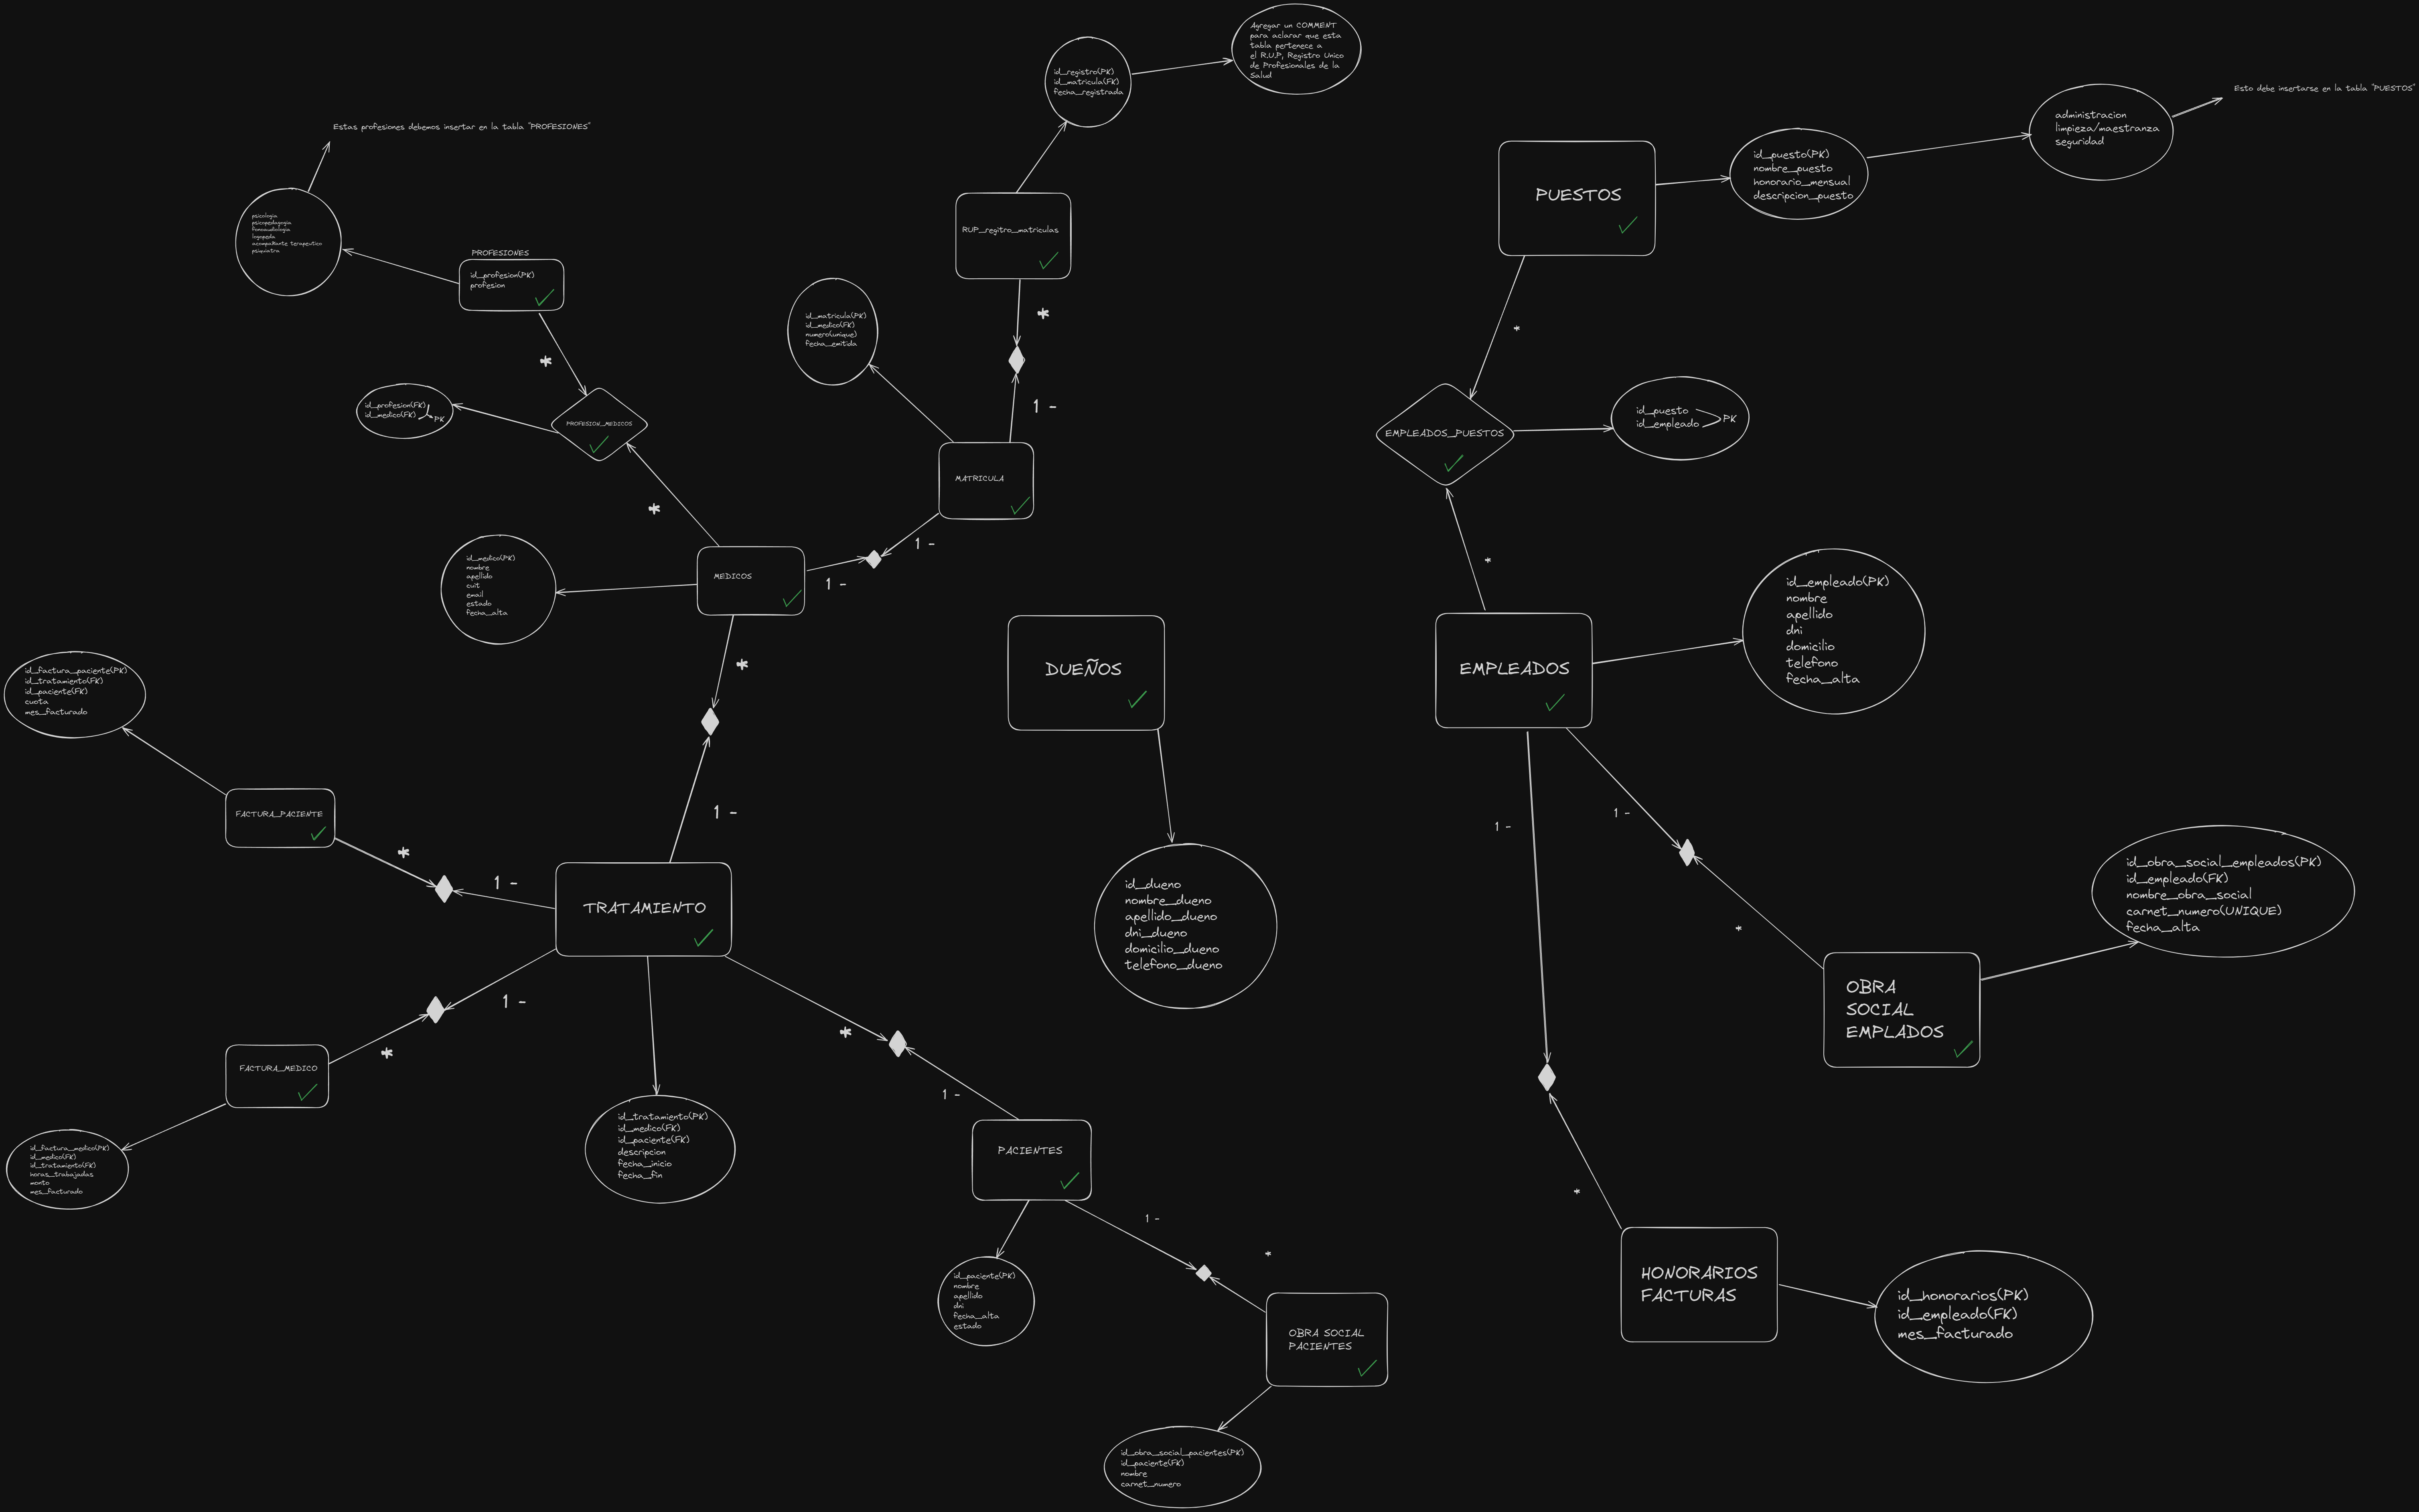 Agregar un COMMENT
para aclarar que esta
tabla pertenece a
el R.U.P, Registro Unico
de Profesionales de la
Salud
id_registro(PK)
id_matricula(FK)
fecha_registrada
Esto debe insertarse en la tabla "PUESTOS"
administracion
limpieza/maestranza
seguridad
Estas profesiones debemos insertar en la tabla "PROFESIONES"
PUESTOS
id_puesto(PK)
nombre_puesto
honorario_mensual
descripcion_puesto
psicologia
psicopedagogia
fonoaudiologia
logopeda
acompañante terapeutico
psiquiatra
RUP_regitro_matriculas
PROFESIONES
id_profesion(PK)
profesion
*
id_matricula(PK)
id_medico(FK)
numero(unique)
fecha_emitida
*
*
1 -
id_profesion(FK)
id_medico(FK)
PK
PROFESION_MEDICOS
EMPLEADOS_PUESTOS
id_puesto
id_empleado
PK
MATRICULA
*
1 -
*
id_medico(PK)
nombre
apellido
cuit
email
estado
fecha_alta
MEDICOS
1 -
id_empleado(PK)
nombre
apellido
dni
domicilio
telefono
fecha_alta
DUEÑOS
EMPLEADOS
*
id_factura_paciente(PK)
id_tratamiento(FK)
id_paciente(FK)
cuota
mes_facturado
FACTURA_PACIENTE
1 -
1 -
1 -
*
1 -
TRATAMIENTO
id_dueno
nombre_dueno
apellido_dueno
dni_dueno
domicilio_dueno
telefono_dueno
id_obra_social_empleados(PK)
id_empleado(FK)
nombre_obra_social
carnet_numero(UNIQUE)
fecha_alta
*
OBRA
SOCIAL
EMPLADOS
1 -
*
*
FACTURA_MEDICO
1 -
id_factura_medico(PK)
id_medico(FK)
id_tratamiento(FK)
horas_trabajadas
monto
mes_facturado
id_tratamiento(PK)
id_medico(FK)
id_paciente(FK)
descripcion
fecha_inicio
fecha_fin
PACIENTES
1 -
*
*
id_paciente(PK)
nombre
apellido
dni
fecha_alta
estado
OBRA SOCIAL
PACIENTES
HONORARIOS
FACTURAS
id_honorarios(PK)
id_empleado(FK)
mes_facturado
id_obra_social_pacientes(PK)
id_paciente(FK)
nombre
carnet_numero